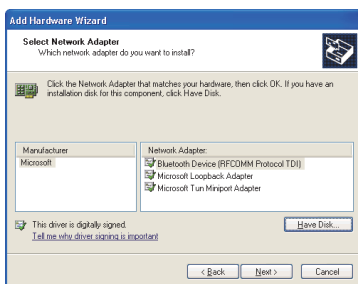 Add Hardware Wizard
Select Network Adapter
Which network adapter do you want to install?
Click the Network Adapter that matches your hardware, then click OK. If you have an
installation disk for this component, click Have Disk.
Manufacturer
Microsoft
Network Adapter:
Bluetooth Device (RFCOMM Protocol TDI)
Microsoft Loopback Adapter
Microsoft Tun Miniport Adapter
This driver is digitally signed.
Tell me why driver signing is important
Have Disk...
< Back
Next >
Cancel